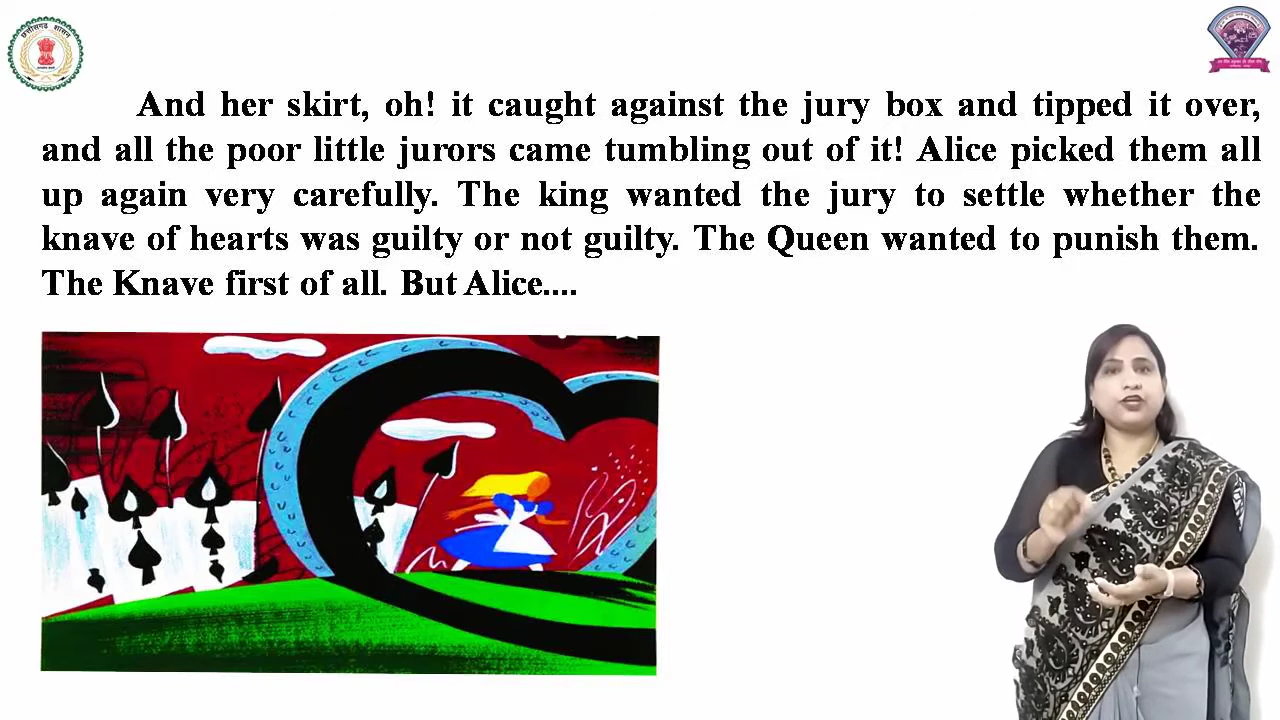 छत्तीसगढ़ शासन
And her skirt, oh! it caught against the jury box and tipped it over,
and all the poor little jurors came tumbling out of it! Alice picked them all
up again very carefully. The king wanted the jury to settle whether the
knave of hearts was guilty or not guilty. The Queen wanted to punish them.
The Knave first of all. But Alice....